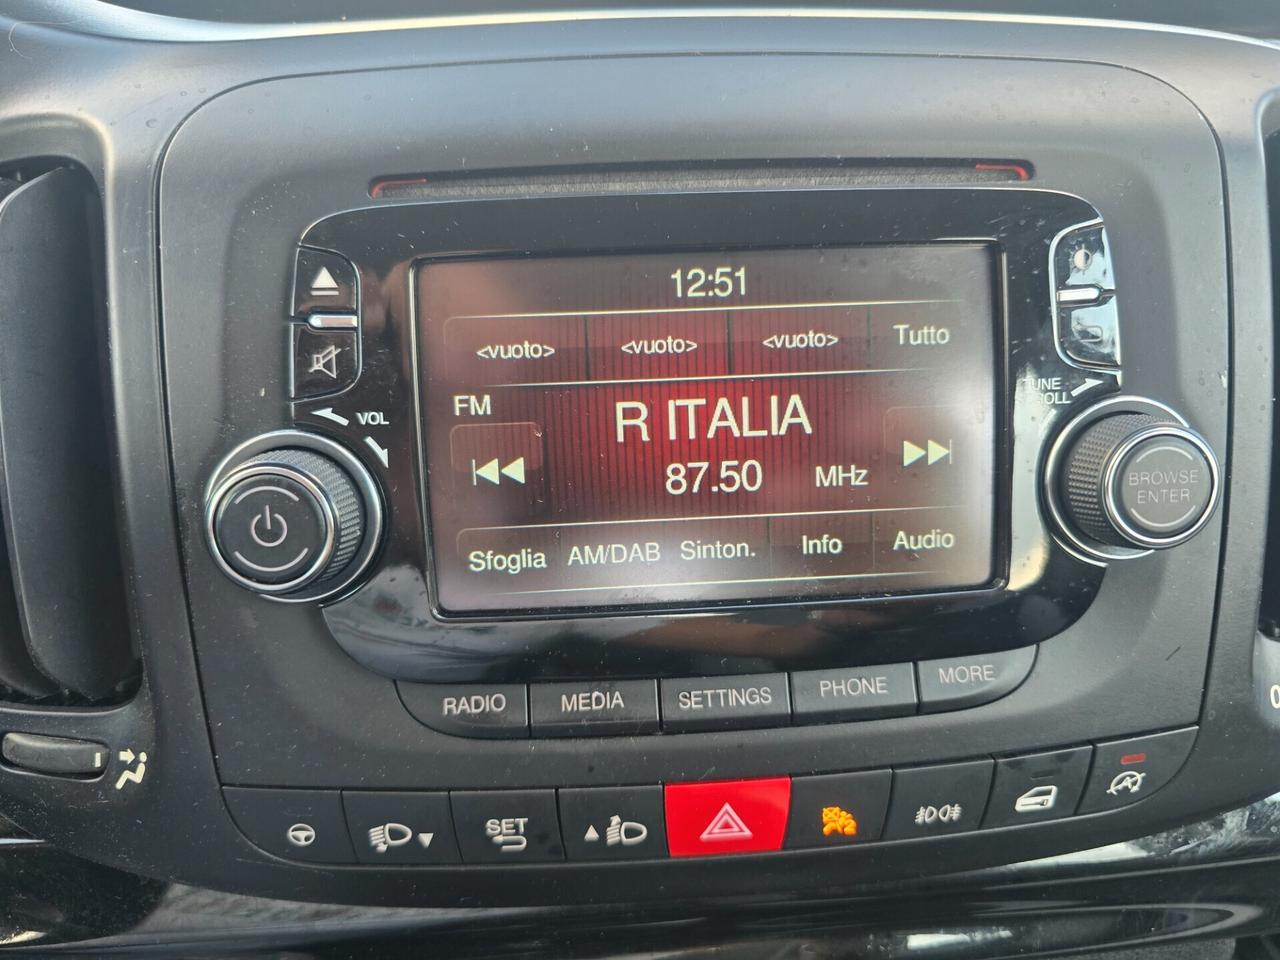 12:51
<vuoto> <vuoto> <vuoto> Tutto
VOL
TUNE
FM
R ITALIA
87.50 MHz
BROWSE
ENTER
Sfoglia AM/DAB Sinton. Info Audio
RADIO MEDIA SETTINGS PHONE MORE
SET